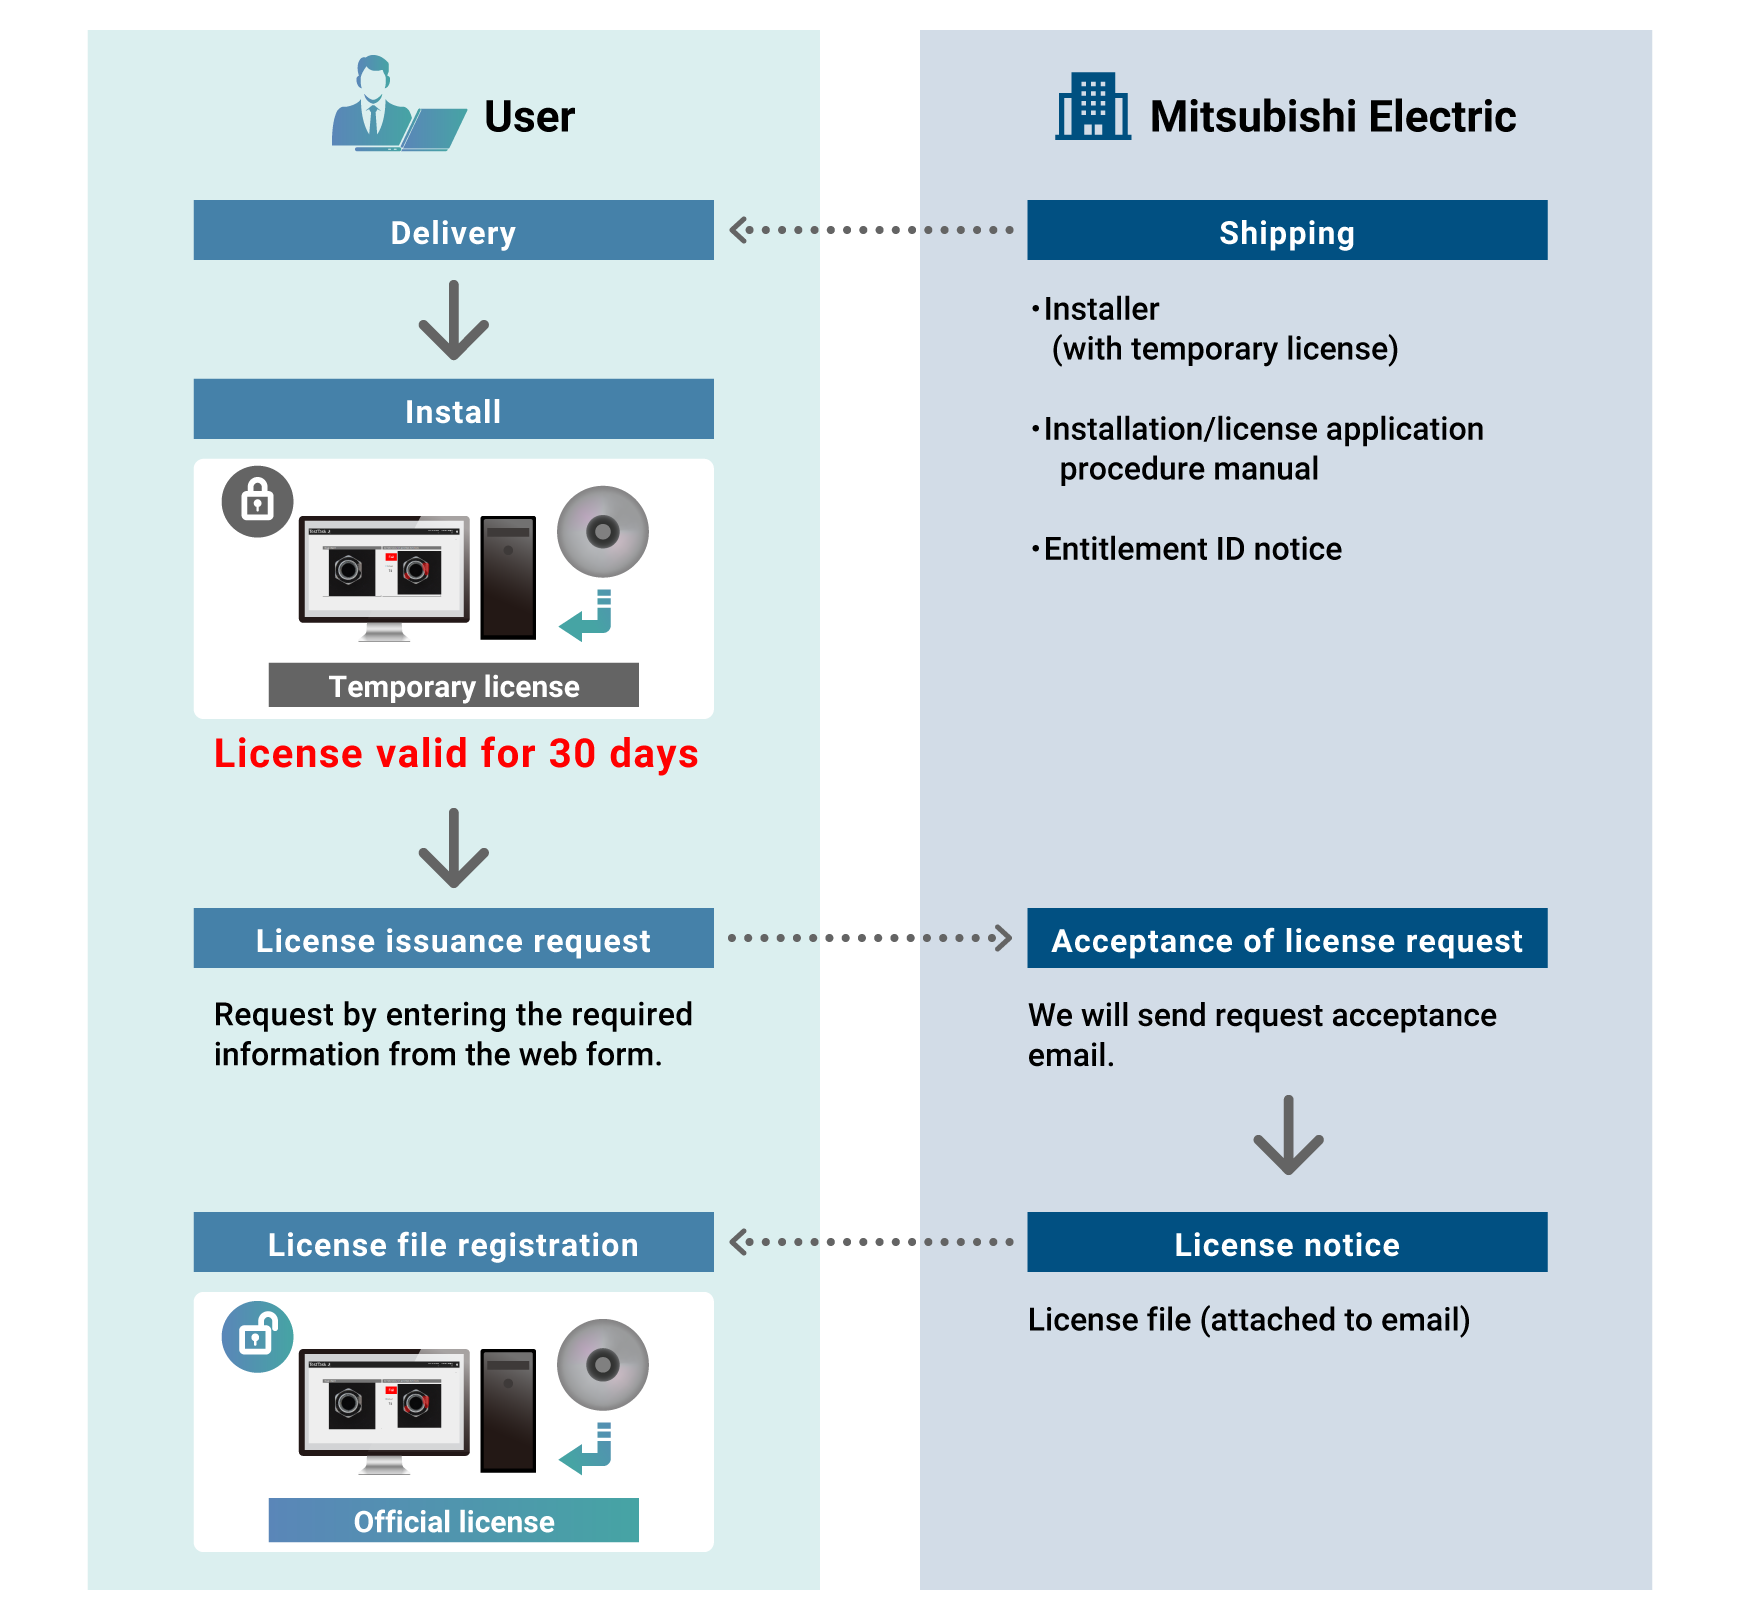 User
Mitsubishi Electric
Delivery
Shipping
・Installer
(with temporary license)
・Installation/license application
procedure manual
・Entitlement ID notice
Install
Temporary license
License valid for 30 days
License issuance request
Acceptance of license request
Request by entering the required
information from the web form.
We will send request acceptance
email.
License file registration
License notice
License file (attached to email)
Official license